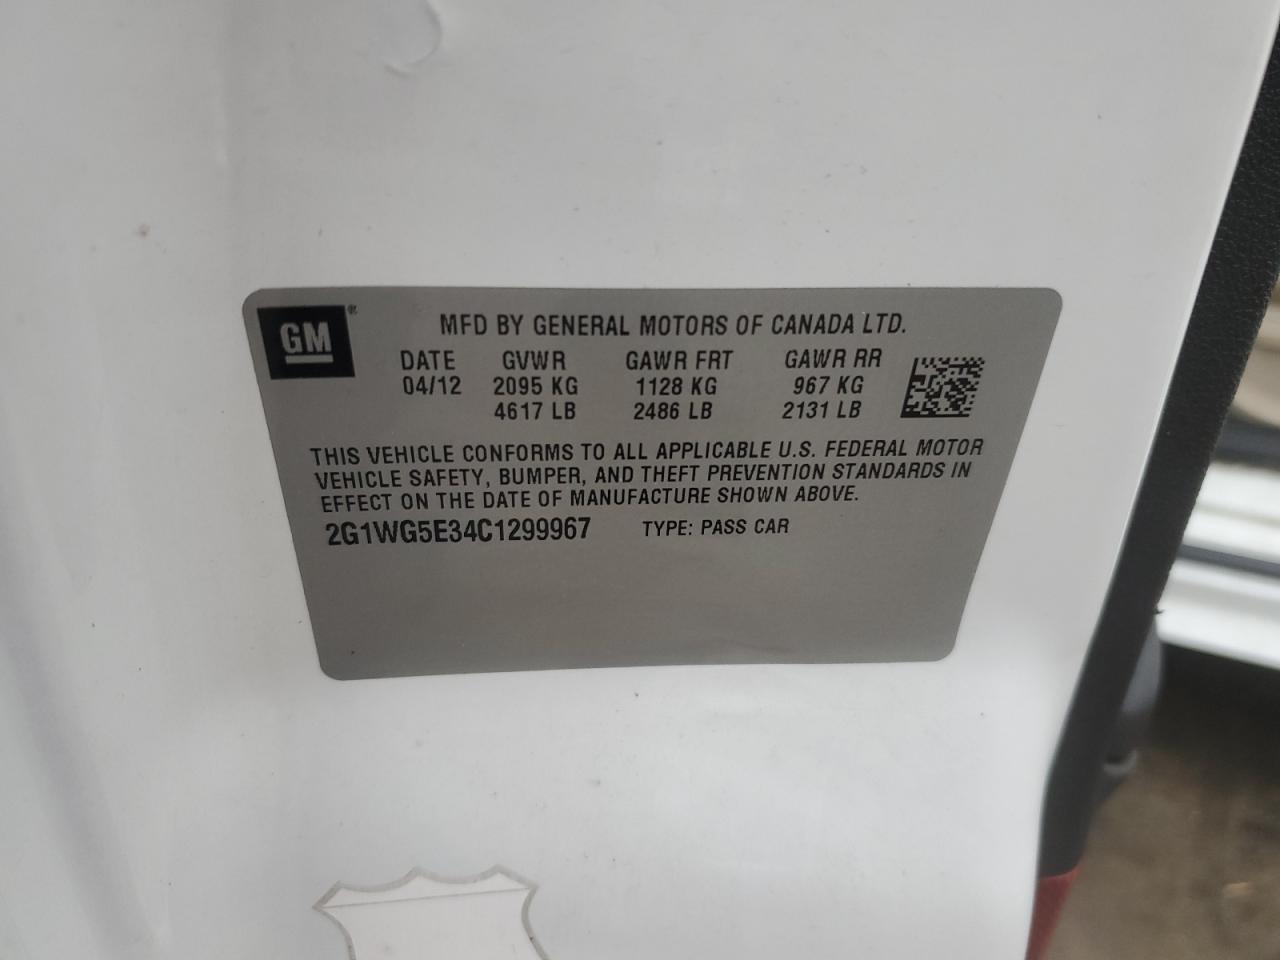 GM ®
MFD BY GENERAL MOTORS OF CANADA LTD.
DATE GVWR GAWR FRT GAWR RR
04/12 2095 KG 1128 KG 967 KG
4617 LB 2486 LB 2131 LB
THIS VEHICLE CONFORMS TO ALL APPLICABLE U.S. FEDERAL MOTOR
VEHICLE SAFETY, BUMPER, AND THEFT PREVENTION STANDARDS IN
EFFECT ON THE DATE OF MANUFACTURE SHOWN ABOVE.
2G1WG5E34C1299967 TYPE: PASS CAR